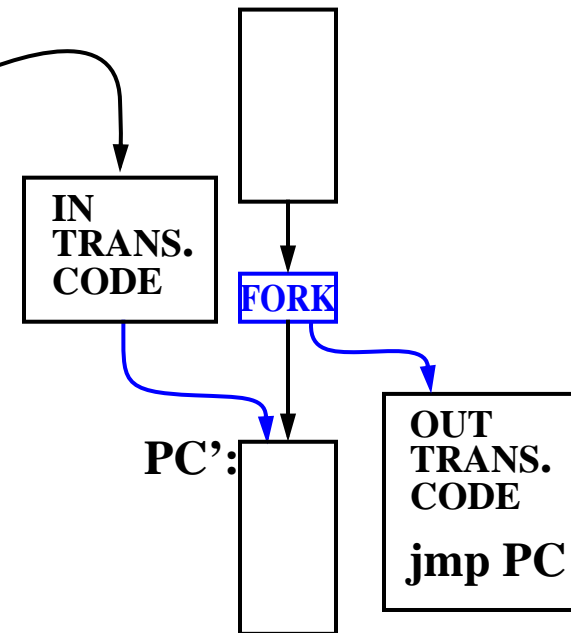 IN
TRANS.
CODE
FORK
PC’:
OUT
TRANS.
CODE
jmp PC